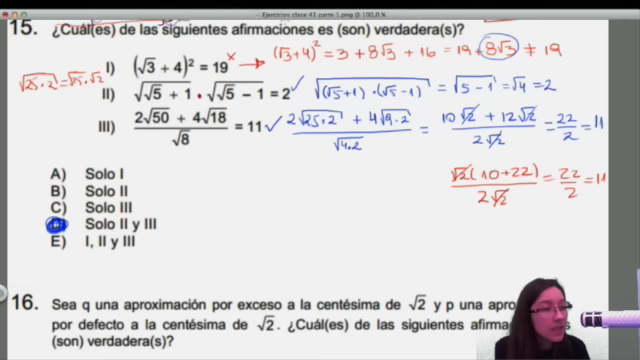 Ejercicios clase 41 parte 1.png @ 100,0 %
15. ¿Cuál(es) de las siguientes afirmaciones es (son) verdadera(s)?
I) (√3 + 4)² = 19 x → (√3+4)² = 3 + 8√3 + 16 = 19 + 8√3 ≠ 19
√25·2 = √25·√2
II) √√5 + 1 · √√5 − 1 = 2 ✓ √(√5+1)·(√5−1) = √5−1 = √4 = 2
III) 2√50 + 4√18 / √8 = 11 ✓ 2√25·2 + 4√9·2 / √4·2 = 10√2 + 12√2 / 2√2 = 22/2 = 11
A) Solo I
√2(10+22) / 2√2 = 22/2 = 11
B) Solo II
C) Solo III
Solo II y III
E) I, II y III
16. Sea q una aproximación por exceso a la centésima de √2 y p una
por defecto a la centésima de √2. ¿Cuál(es) de las siguientes
(son) verdadera(s)?